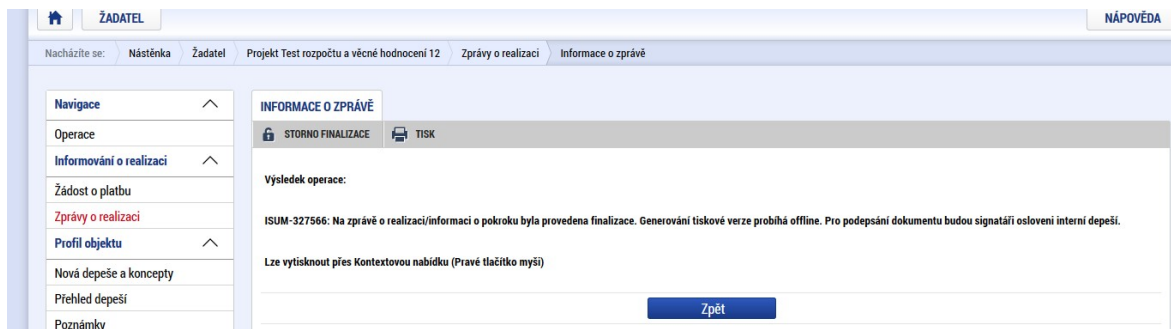 ŽADATEL
NÁPOVĚDA
Nacházíte se: Nástěnka Žadatel Projekt Test rozpočtu a věcné hodnocení 12 Zprávy o realizaci Informace o zprávě
Navigace
Operace
Informování o realizaci
Žádost o platbu
Zprávy o realizaci
Profil objektu
Nová depeše a koncepty
Přehled depeší
Poznámky
INFORMACE O ZPRÁVĚ
STORNO FINALIZACE TISK
Výsledek operace:
ISUM-327566: Na zprávě o realizaci/informaci o pokroku byla provedena finalizace. Generování tiskové verze probíhá offline. Pro podepsání dokumentu budou signatáři osloveni interní depeší.
Lze vytisknout přes Kontextovou nabídku (Pravé tlačítko myši)
Zpět